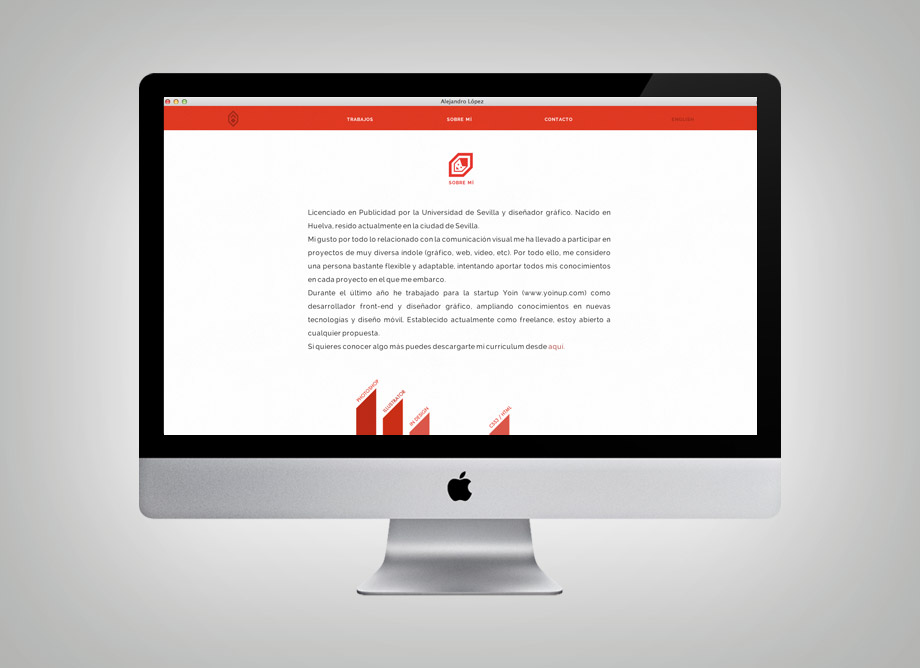 Alejandro López
TRABAJOS
SOBRE MÍ
CONTACTO
ENGLISH
SOBRE MÍ
Licenciado en Publicidad por la Universidad de Sevilla y diseñador gráfico. Nacido en
Huelva, resido actualmente en la ciudad de Sevilla.
Mi gusto por todo lo relacionado con la comunicación visual me ha llevado a participar en
proyectos de muy diversa índole (gráfico, web, video, etc). Por todo ello, me considero
una persona bastante flexible y adaptable, intentando aportar todos mis conocimientos
en cada proyecto en el que me embarco.
Durante el último año he trabajado para la startup Yoin (www.yoinup.com) como
desarrollador front-end y diseñador gráfico, ampliando conocimientos en nuevas
tecnologías y diseño móvil. Establecido actualmente como freelance, estoy abierto a
cualquier propuesta.
Si quieres conocer algo más puedes descargarte mi curriculum desde aquí.
PHOTOSHOP
ILLUSTRATOR
IN DESIGN
CSS3 / HTML